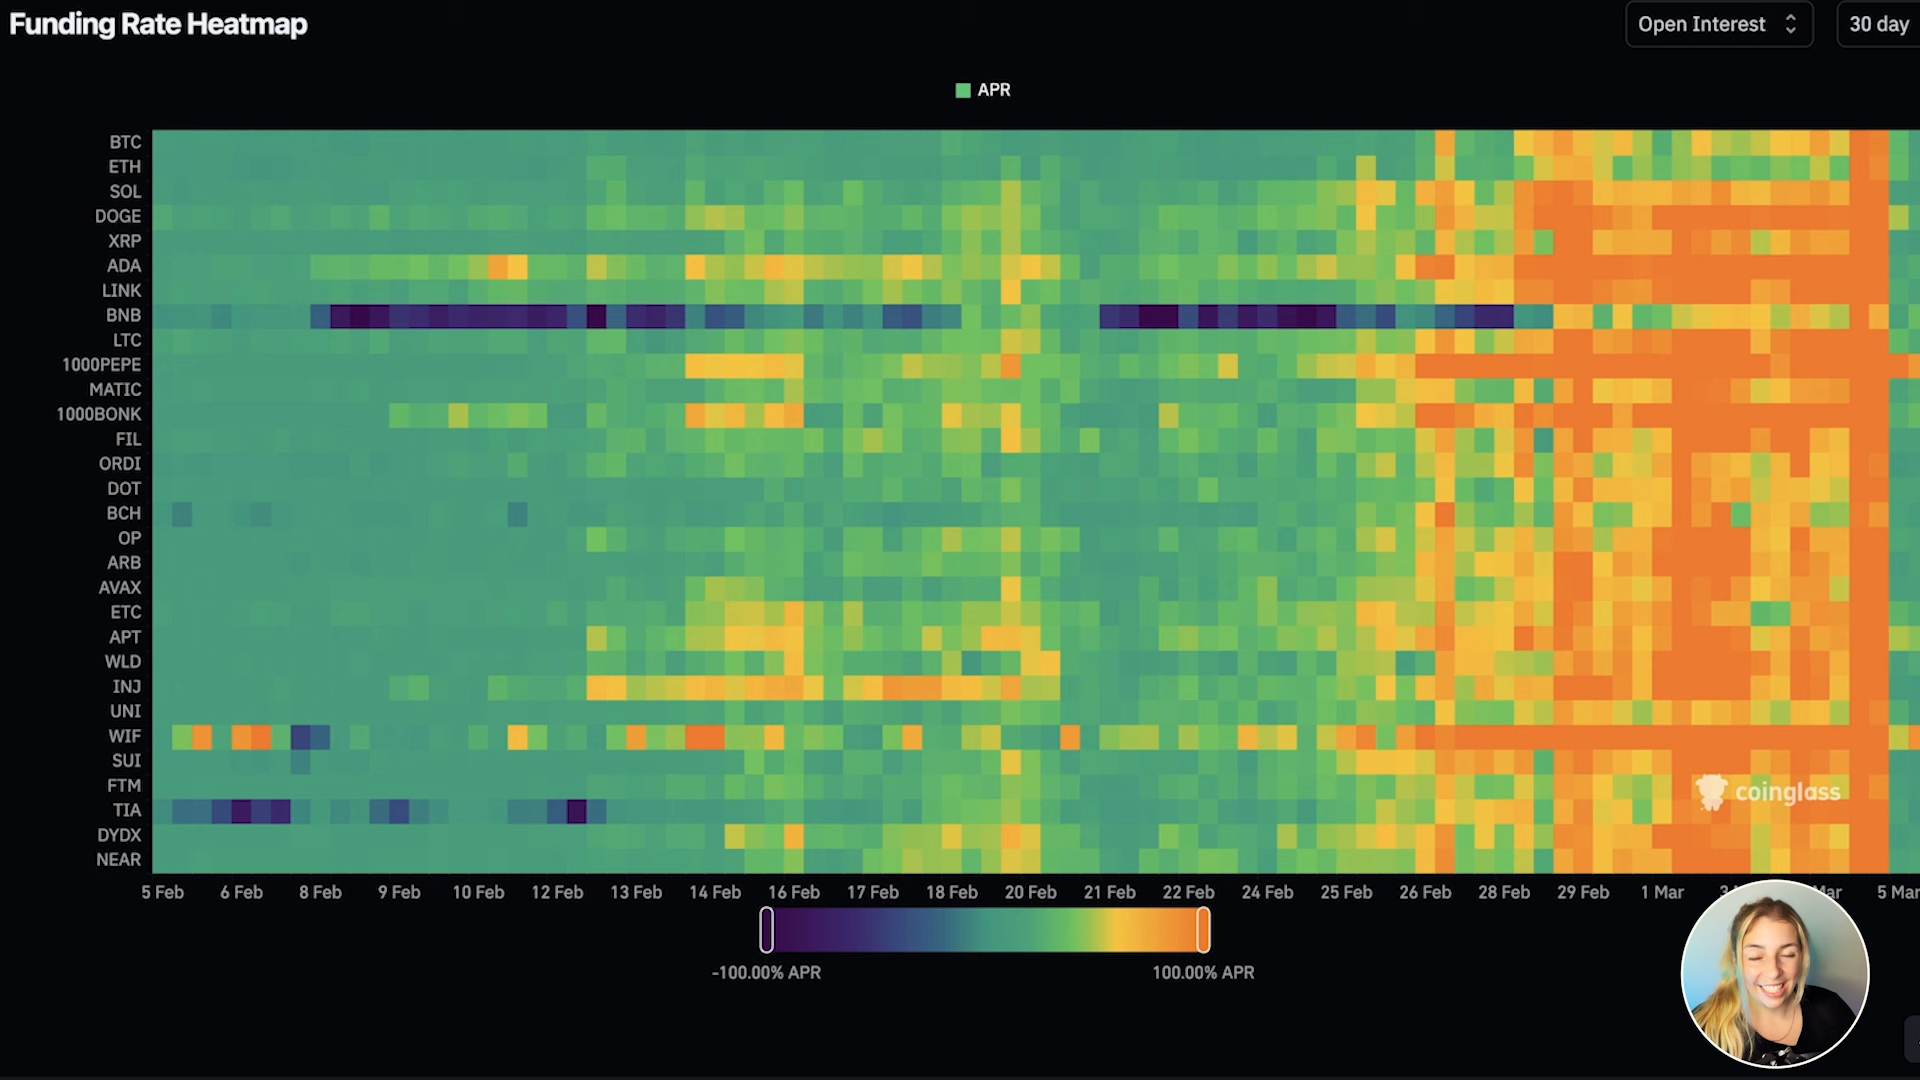 Funding Rate Heatmap
Open Interest
30 day
APR
BTC
ETH
SOL
DOGE
XRP
ADA
LINK
BNB
LTC
1000PEPE
MATIC
1000BONK
FIL
ORDI
DOT
BCH
OP
ARB
AVAX
ETC
APT
WLD
INJ
UNI
WIF
SUI
FTM
TIA
DYDX
NEAR
coinglass
5 Feb 6 Feb 8 Feb 9 Feb 10 Feb 12 Feb 13 Feb 14 Feb 16 Feb 17 Feb 18 Feb 20 Feb 21 Feb 22 Feb 24 Feb 25 Feb 26 Feb 28 Feb 29 Feb 1 Mar 5 Mar
-100.00% APR
100.00% APR